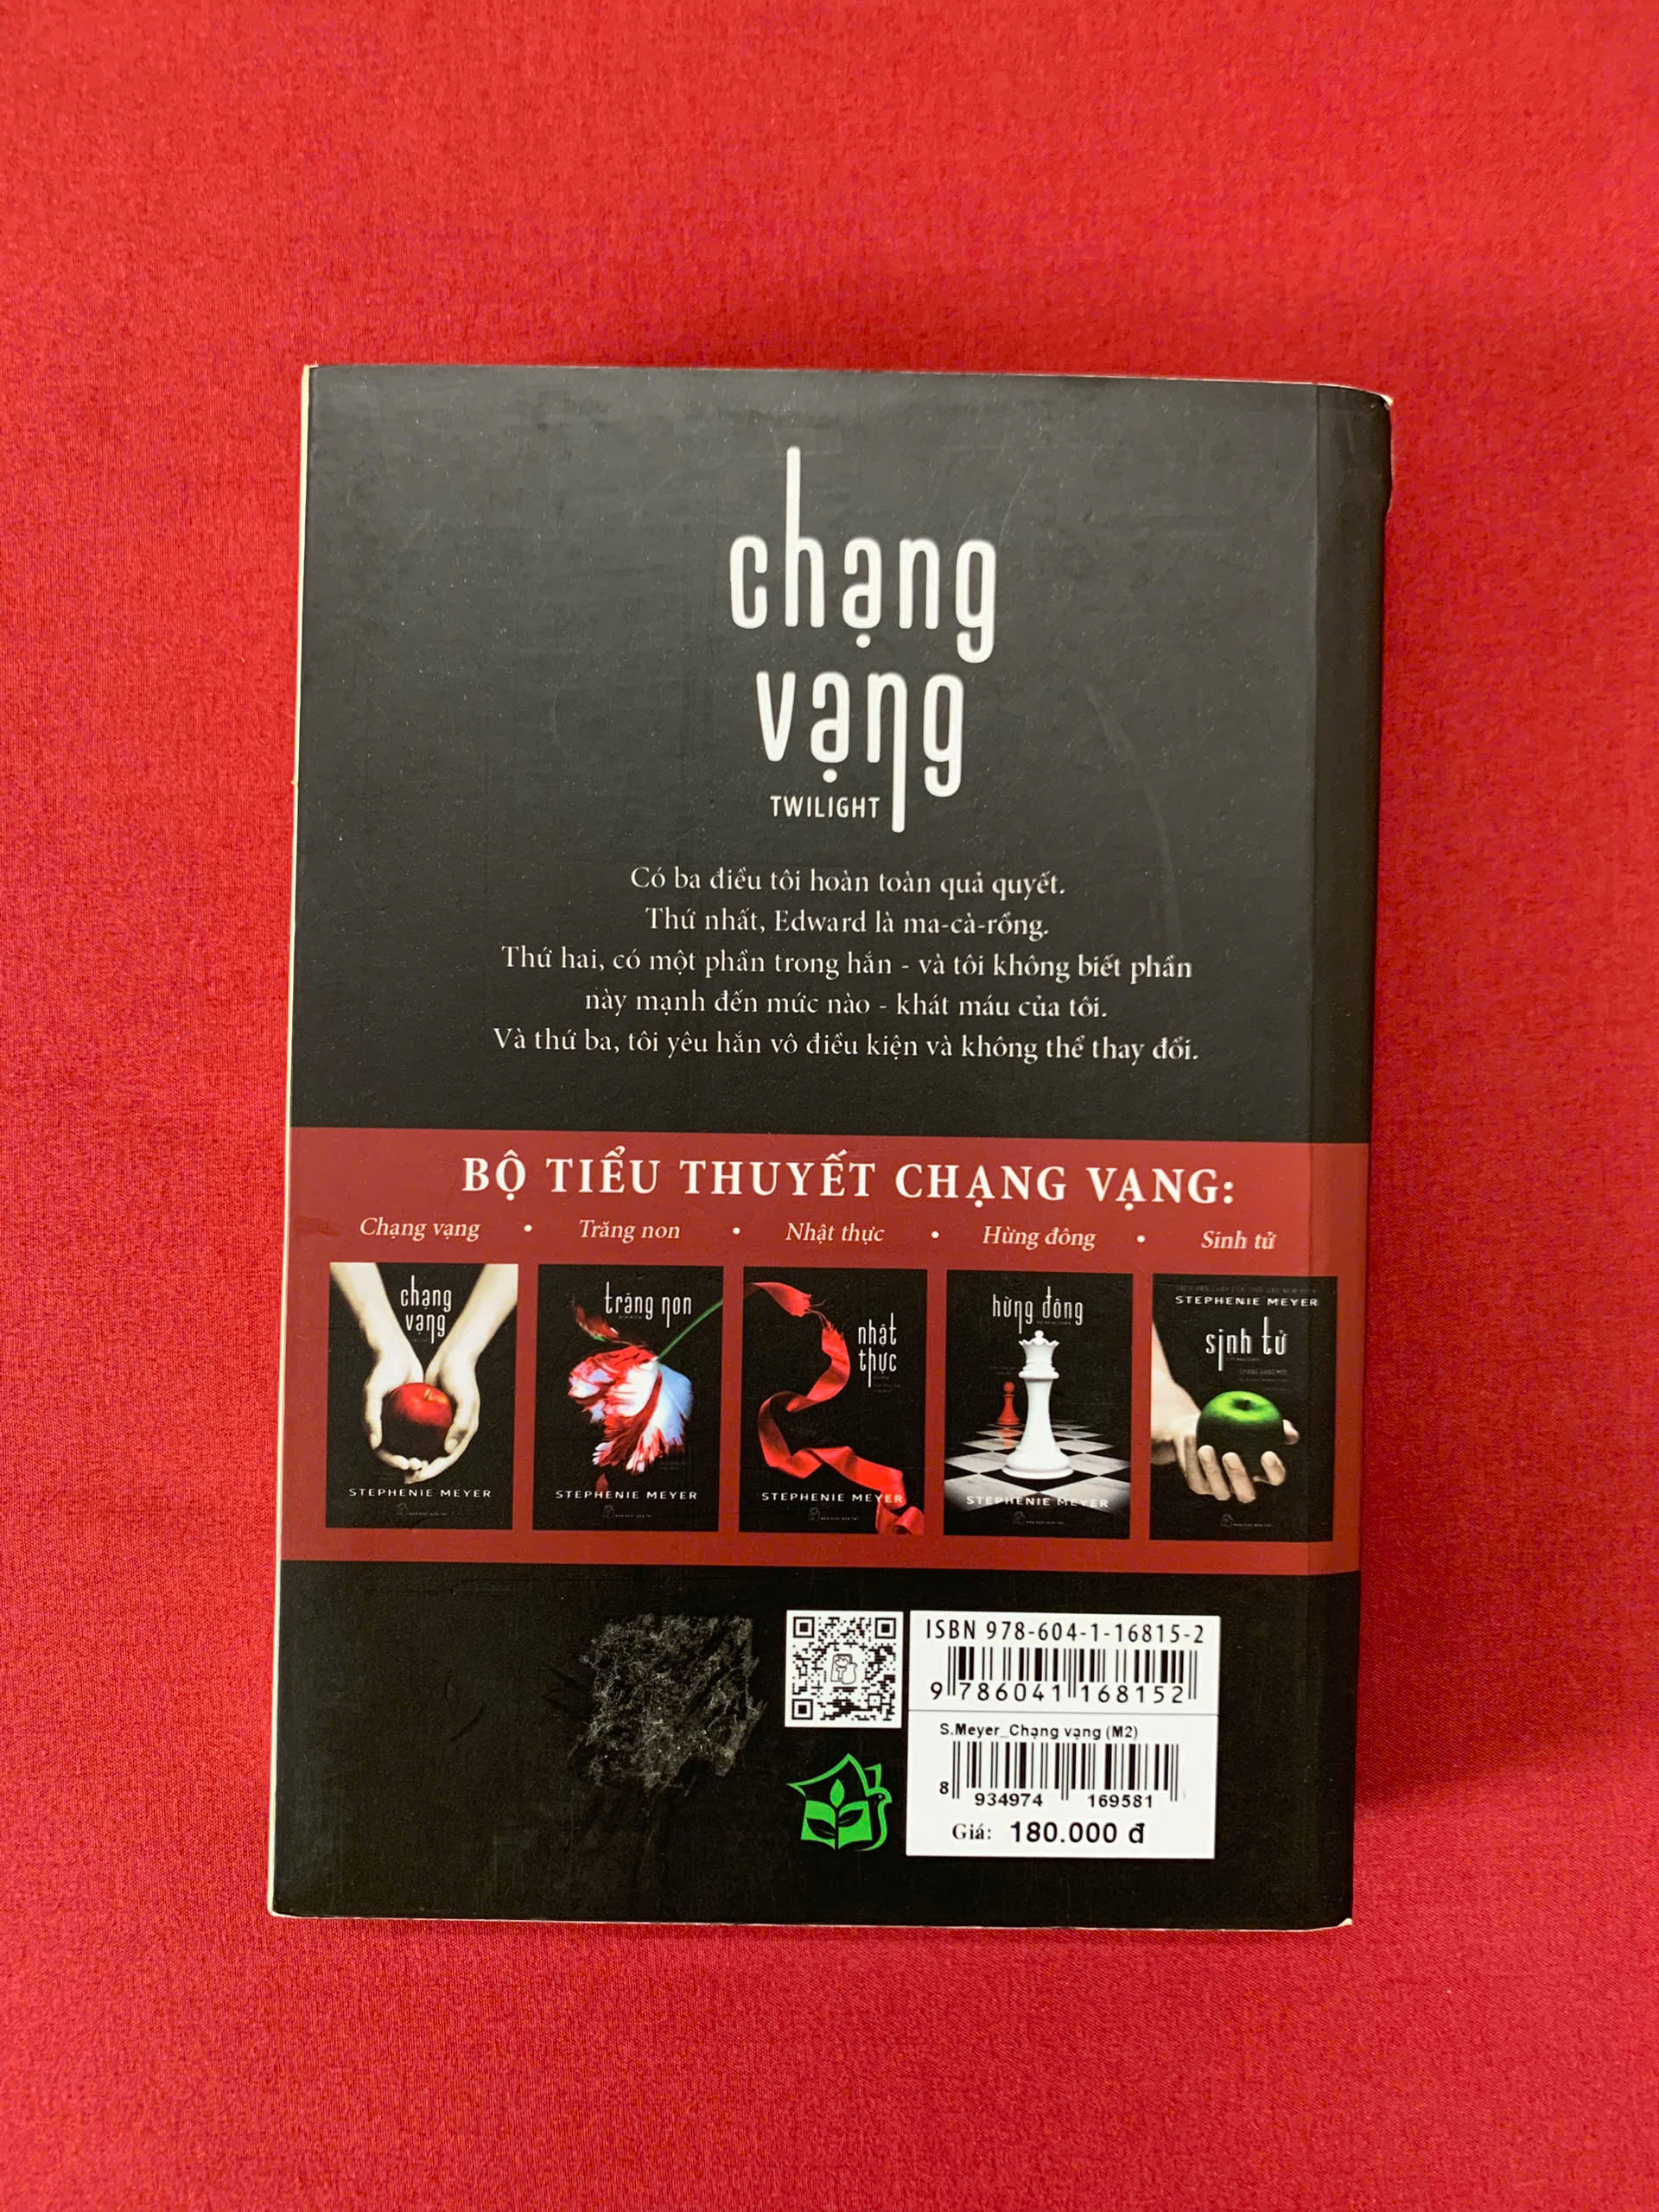 chạng
vạng
TWILIGHT
Có ba điều tôi hoàn toàn quả quyết.
Thứ nhất, Edward là ma-cà-rồng.
Thứ hai, có một phần trong hắn - và tôi không biết phần
này mạnh đến mức nào - khát máu của tôi.
Và thứ ba, tôi yêu hắn vô điều kiện và không thể thay đổi.
BỘ TIỂU THUYẾT CHẠNG VẠNG:
Chạng vạng • Trăng non • Nhật thực • Hừng đông • Sinh tử
chạng
vạng
STEPHENIE MEYER
trăng non
STEPHENIE MEYER
nhật
thực
STEPHENIE MEYER
hừng đông
STEPHENIE MEYER
STEPHENIE MEYER
sinh tử
ISBN 978-604-1-16815-2
9 786041 168152
S.Meyer_Chạng vạng (M2)
8 934974 169581
Giá: 180.000 đ